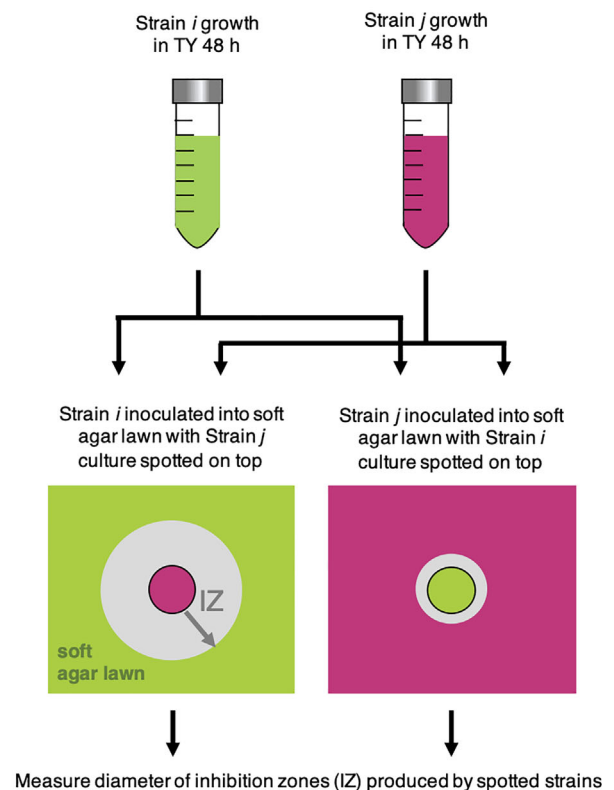 Strain i growth
in TY 48 h
Strain j growth
in TY 48 h
Strain i inoculated into soft
agar lawn with Strain j
culture spotted on top
Strain j inoculated into soft
agar lawn with Strain i
culture spotted on top
IZ
soft
agar lawn
Measure diameter of inhibition zones (IZ) produced by spotted strains